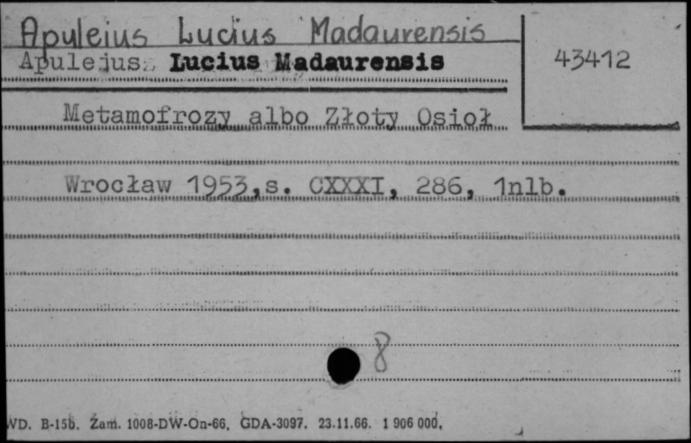 Apuleius Lucius Madaurensis
Apulejus Lucius Madaurensis
43412
Metamofrozy albo Złoty Osioł
Wrocław 1953,s. CXXXI, 286, 1nlb.
8
WD. B-15b. Zam. 1008-DW-On-66. GDA-3097. 23.11.66. 1 906 000.